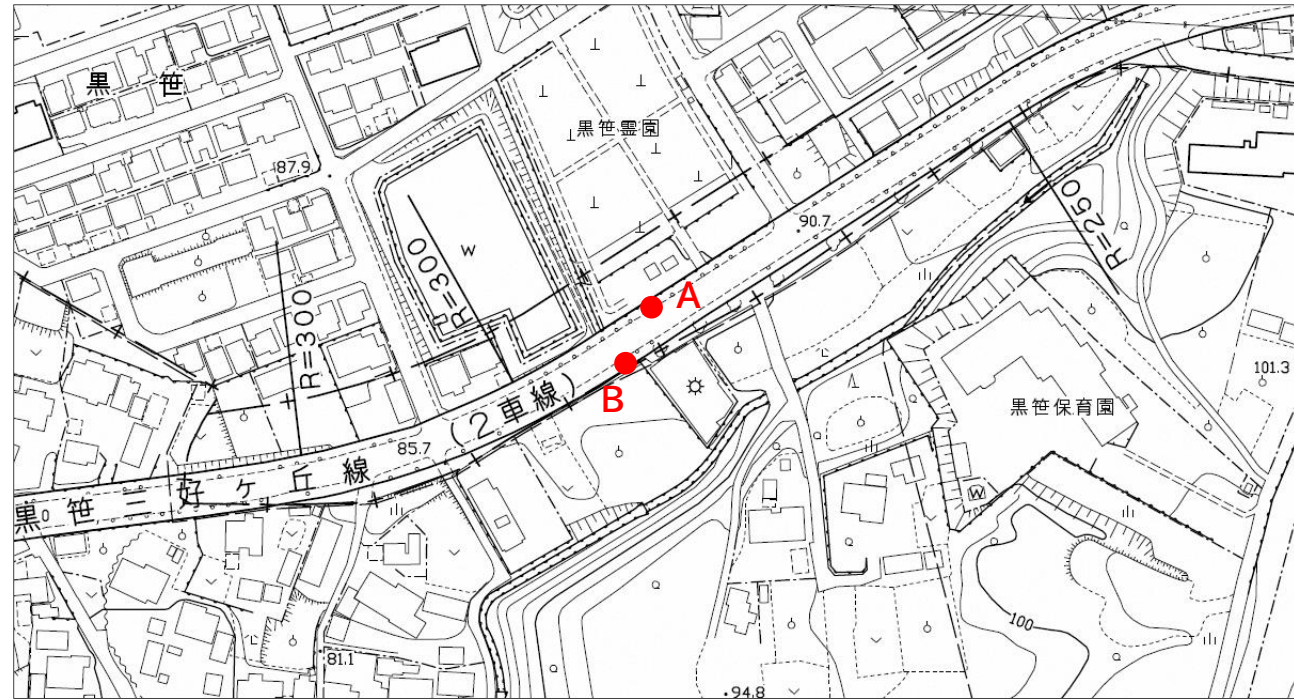 黒笹
黒笹霊園
87.9
90.7
R=250
R=300
W
A
R=300
B
101.3
黒笹保育園
(2車線)
85.7
黒笹三好ヶ丘線
W
100
81.1
94.8